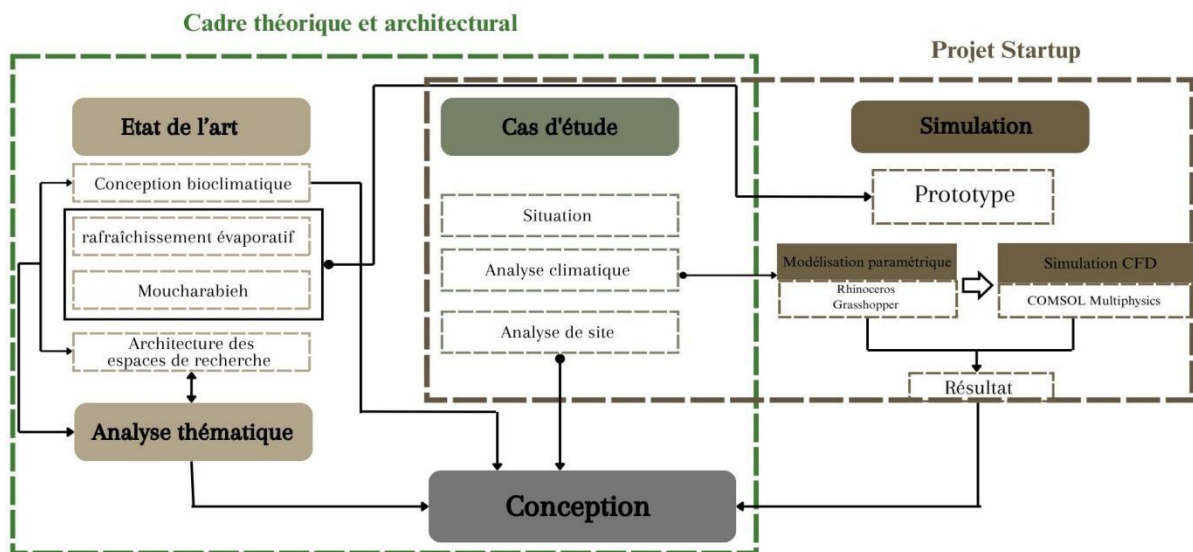 Cadre théorique et architectural
Projet Startup
Etat de l'art
Conception bioclimatique
rafraîchissement évaporatif
Moucharabieh
Architecture des
espaces de recherche
Analyse thématique
Cas d'étude
Situation
Analyse climatique
Analyse de site
Simulation
Prototype
Modélisation paramétrique
Rhinoceros
Grasshopper
Simulation CFD
COMSOL Multiphysics
Résultat
Conception